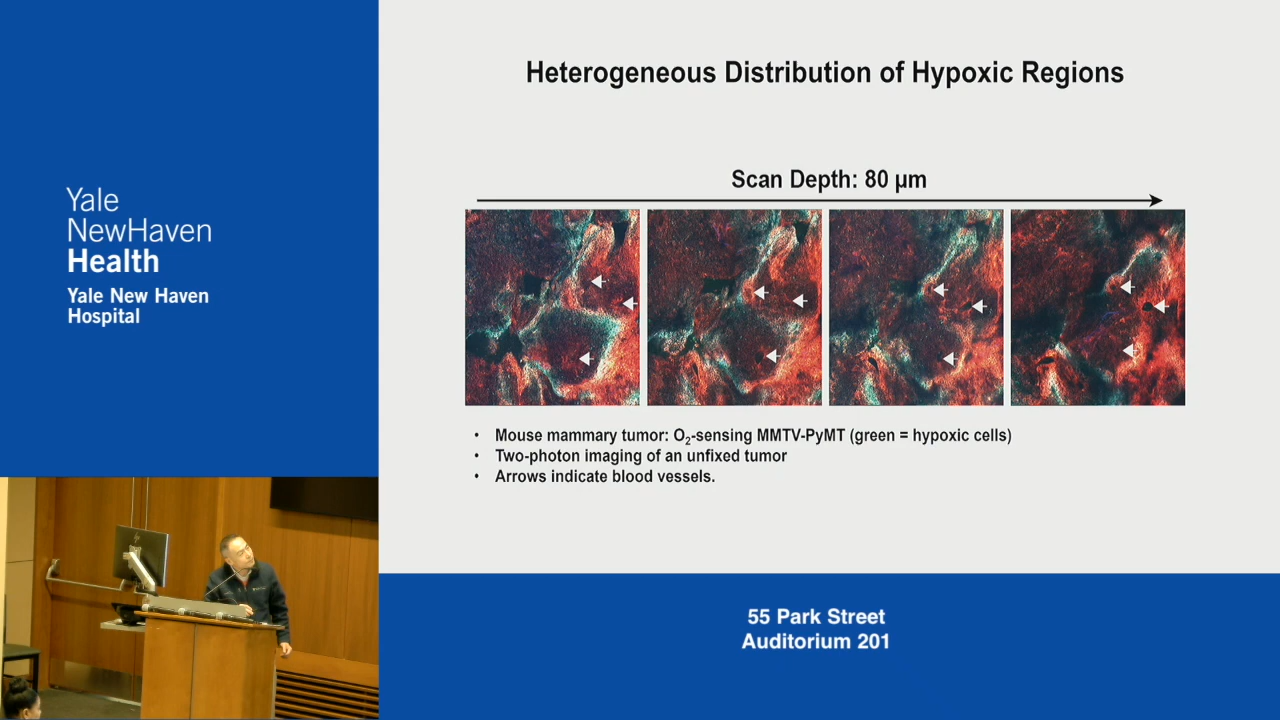 Yale
NewHaven
Health
Yale New Haven
Hospital
Heterogeneous Distribution of Hypoxic Regions
Scan Depth: 80 µm
• Mouse mammary tumor: O₂-sensing MMTV-PyMT (green = hypoxic cells)
• Two-photon imaging of an unfixed tumor
• Arrows indicate blood vessels.
55 Park Street
Auditorium 201